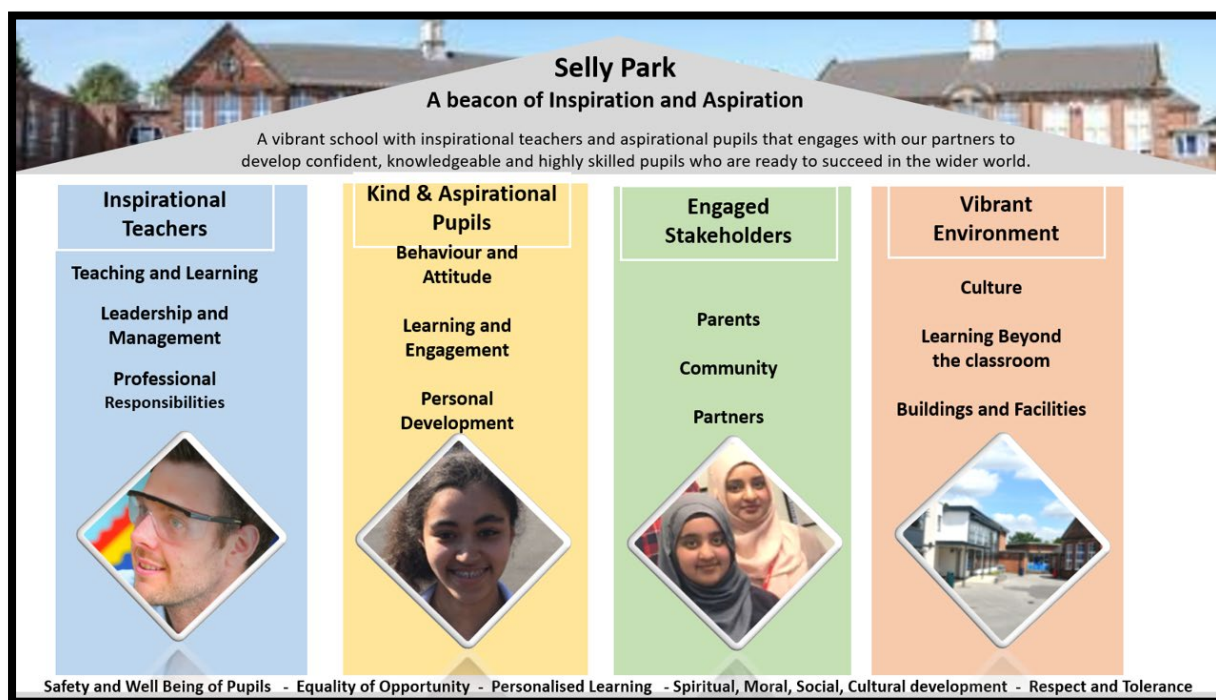 Selly Park
A beacon of Inspiration and Aspiration
A vibrant school with inspirational teachers and aspirational pupils that engages with our partners to
develop confident, knowledgeable and highly skilled pupils who are ready to succeed in the wider world.
Inspirational
Teachers
Teaching and Learning
Leadership and
Management
Professional
Responsibilities
Kind & Aspirational
Pupils
Behaviour and
Attitude
Learning and
Engagement
Personal
Development
Engaged
Stakeholders
Parents
Community
Partners
Vibrant
Environment
Culture
Learning Beyond
the classroom
Buildings and Facilities
Safety and Well Being of Pupils - Equality of Opportunity - Personalised Learning - Spiritual, Moral, Social, Cultural development - Respect and Tolerance